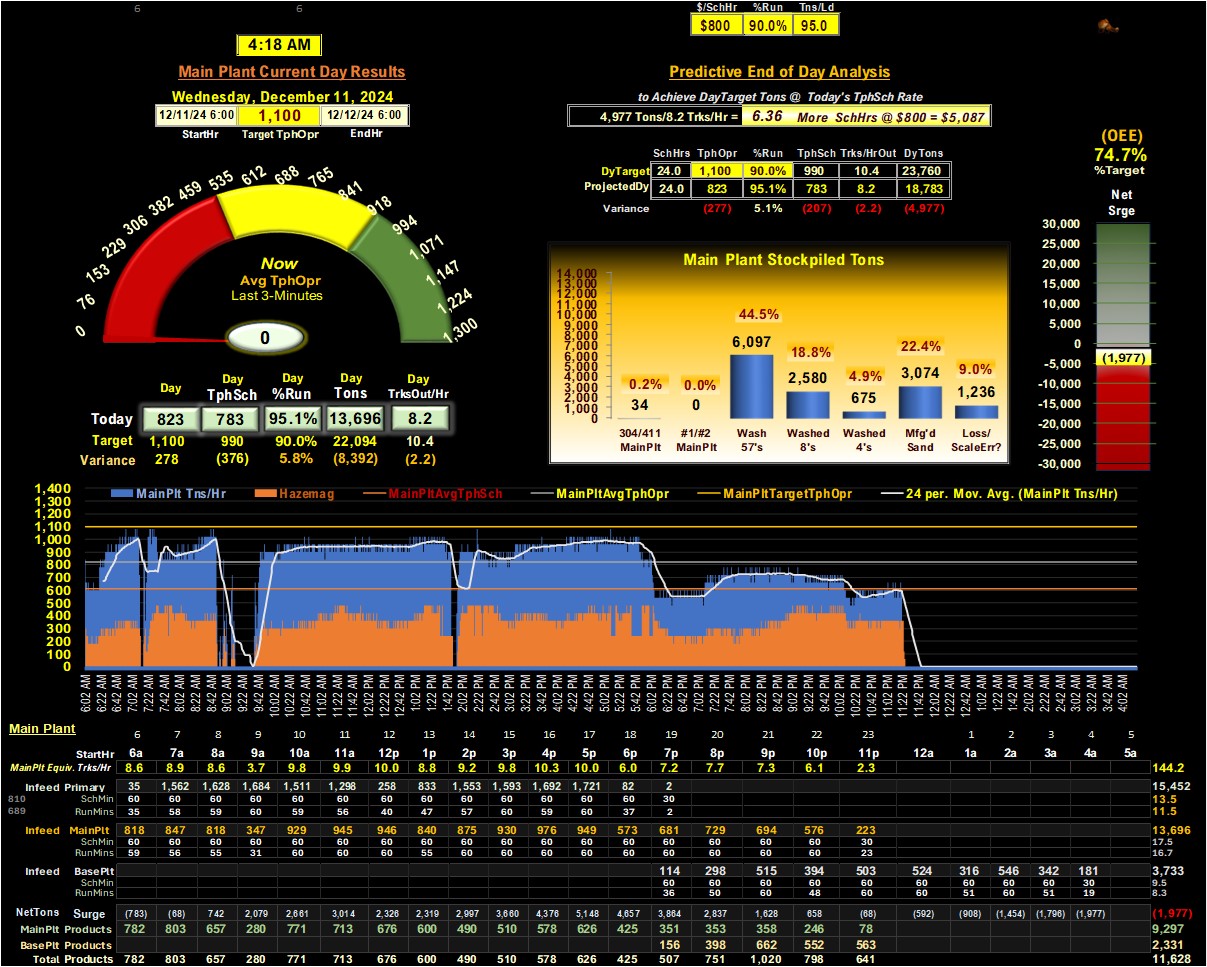 6 6
$/SchHr %Run Tns/Ld
$800 90.0% 95.0
4:18 AM
Main Plant Current Day Results
Wednesday, December 11, 2024
12/11/24 6:00 1,100 12/12/24 6:00
StartHr Target TphOpr EndHr
Predictive End of Day Analysis
to Achieve DayTarget Tons @ Today's TphSch Rate
4,977 Tons/8.2 Trks/Hr = 6.36 More SchHrs @ $800 = $5,087
SchHrs TphOpr %Run TphSch Trks/HrOut DyTons
DyTarget 24.0 1,100 90.0% 990 10.4 23,760
ProjectedDy 24.0 823 95.1% 783 8.2 18,783
Variance (277) 5.1% (207) (2.2) (4,977)
(OEE)
74.7%
%Target
Net
Srge
30,000
25,000
20,000
15,000
10,000
5,000
0
(1,977)
-5,000
-10,000
-15,000
-20,000
-25,000
-30,000
0 76 153 229 306 382 459 535 612 688 765 841 918 994 1,071 1,147 1,224 1,300
Now
Avg TphOpr
Last 3-Minutes
0
Day Day Day Day Day
TphSch %Run Tons TrksOut/Hr
Today 823 783 95.1% 13,696 8.2
Target 1,100 990 90.0% 22,094 10.4
Variance 278 (376) 5.8% (8,392) (2.2)
Main Plant Stockpiled Tons
14,000
13,000
12,000
11,000
10,000
9,000
8,000
7,000
6,000
5,000
4,000
3,000
2,000
1,000
0
0.2% 0.0% 44.5% 18.8% 4.9% 22.4% 9.0%
34 0 6,097 2,580 675 3,074 1,236
304/411 #1/#2 Wash Washed Washed Mfg'd Loss/
MainPlt MainPlt 57's 8's 4's Sand ScaleErr?
MainPlt Tns/Hr Hazemag MainPltAvgTphSch MainPltAvgTphOpr MainPltTargetTphOpr 24 per. Mov. Avg. (MainPlt Tns/Hr)
1,400
1,300
1,200
1,100
1,000
900
800
700
600
500
400
300
200
100
0
6:02 AM 6:22 AM 6:42 AM 7:02 AM 7:22 AM 7:42 AM 8:02 AM 8:22 AM 8:42 AM 9:02 AM 9:22 AM 9:42 AM 10:02 AM 10:22 AM 10:42 AM 11:02 AM 11:22 AM 11:42 AM 12:02 PM 12:22 PM 12:42 PM 1:02 PM 1:22 PM 1:42 PM 2:02 PM 2:22 PM 2:42 PM 3:02 PM 3:22 PM 3:42 PM 4:02 PM 4:22 PM 4:42 PM 5:02 PM 5:22 PM 5:42 PM 6:02 PM 6:22 PM 6:42 PM 7:02 PM 7:22 PM 7:42 PM 8:02 PM 8:22 PM 8:42 PM 9:02 PM 9:22 PM 9:42 PM 10:02 PM 10:22 PM 10:42 PM 11:02 PM 11:22 PM 11:42 PM 12:02 AM 12:22 AM 12:42 AM 1:02 AM 1:22 AM 1:42 AM 2:02 AM 2:22 AM 2:42 AM 3:02 AM 3:22 AM 3:42 AM 4:02 AM
Main Plant
6 7 8 9 10 11 12 13 14 15 16 17 18 19 20 21 22 23 1 2 3 4 5
StartHr 6a 7a 8a 9a 10a 11a 12p 1p 2p 3p 4p 5p 6p 7p 8p 9p 10p 11p 12a 1a 2a 3a 4a 5a
MainPlt Equiv. Trks/Hr 8.6 8.9 8.6 3.7 9.8 9.9 10.0 8.8 9.2 9.8 10.3 10.0 6.0 7.2 7.7 7.3 6.1 2.3 144.2
Infeed Primary 35 1,562 1,628 1,684 1,511 1,298 258 833 1,553 1,593 1,692 1,721 82 2 15,452
810 SchMin 60 60 60 60 60 60 60 60 60 60 60 60 60 30 13.5
689 RunMins 35 58 59 60 59 56 40 47 57 60 59 60 37 2 11.5
Infeed MainPlt 818 847 818 347 929 945 946 840 875 930 976 949 573 681 729 694 576 223 13,696
SchMin 60 60 60 60 60 60 60 60 60 60 60 60 60 60 60 60 60 30 17.5
RunMins 59 56 55 31 60 60 60 55 60 60 60 60 60 60 60 60 60 23 16.7
Infeed BasePlt 114 298 515 394 503 524 316 546 342 181 3,733
SchMin 60 60 60 60 60 60 60 60 60 30 9.5
RunMins 36 50 60 48 60 60 51 60 51 19 8.3
NetTons Surge (783) (68) 742 2,079 2,661 3,014 2,326 2,319 2,997 3,660 4,376 5,148 4,657 3,864 2,837 1,628 658 (68) (592) (908) (1,454) (1,796) (1,977) (1,977)
MainPlt Products 782 803 657 280 771 713 676 600 490 510 578 626 425 351 353 358 246 78 9,297
BasePlt Products 156 398 662 552 563 2,331
Total Products 782 803 657 280 771 713 676 600 490 510 578 626 425 507 751 1,020 798 641 11,628